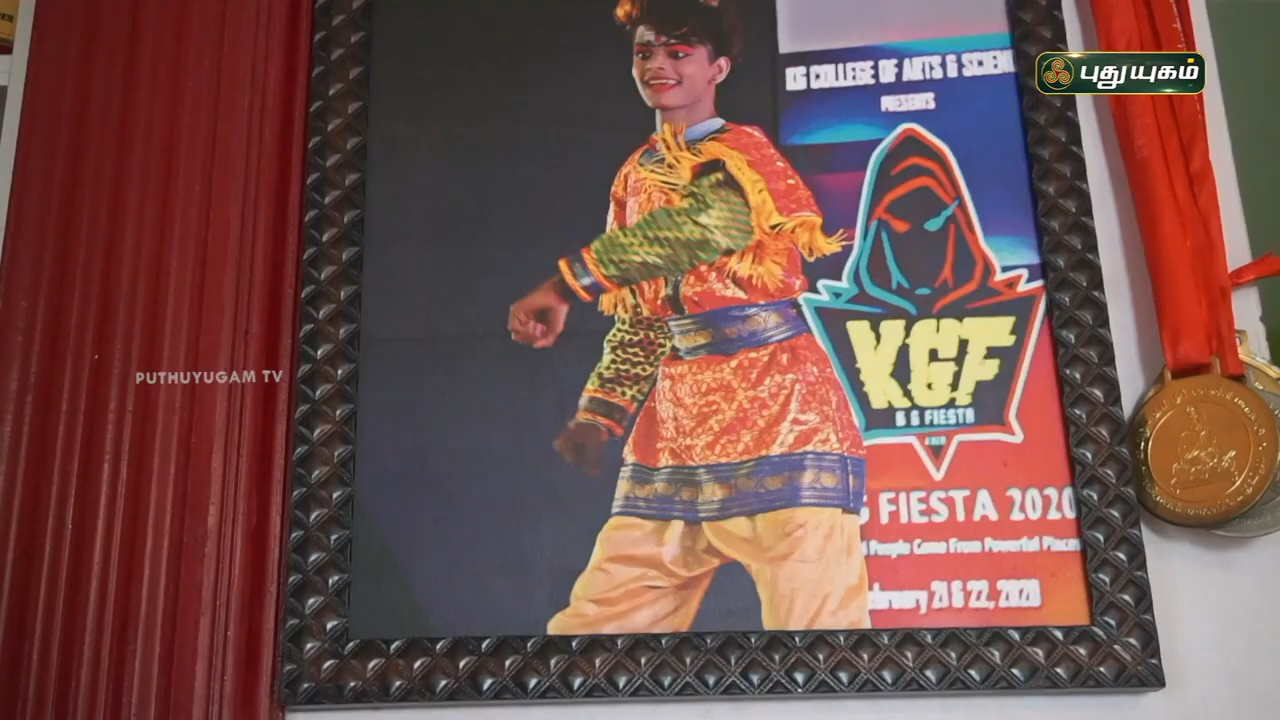 புதுயுகம்
KG COLLEGE OF ARTS & SCIEN
PRESENTS
KGF
K G FIESTA
G FIESTA 2020
People Come From Powerful Places
February 21 & 22, 2020
PUTHUYUGAM TV